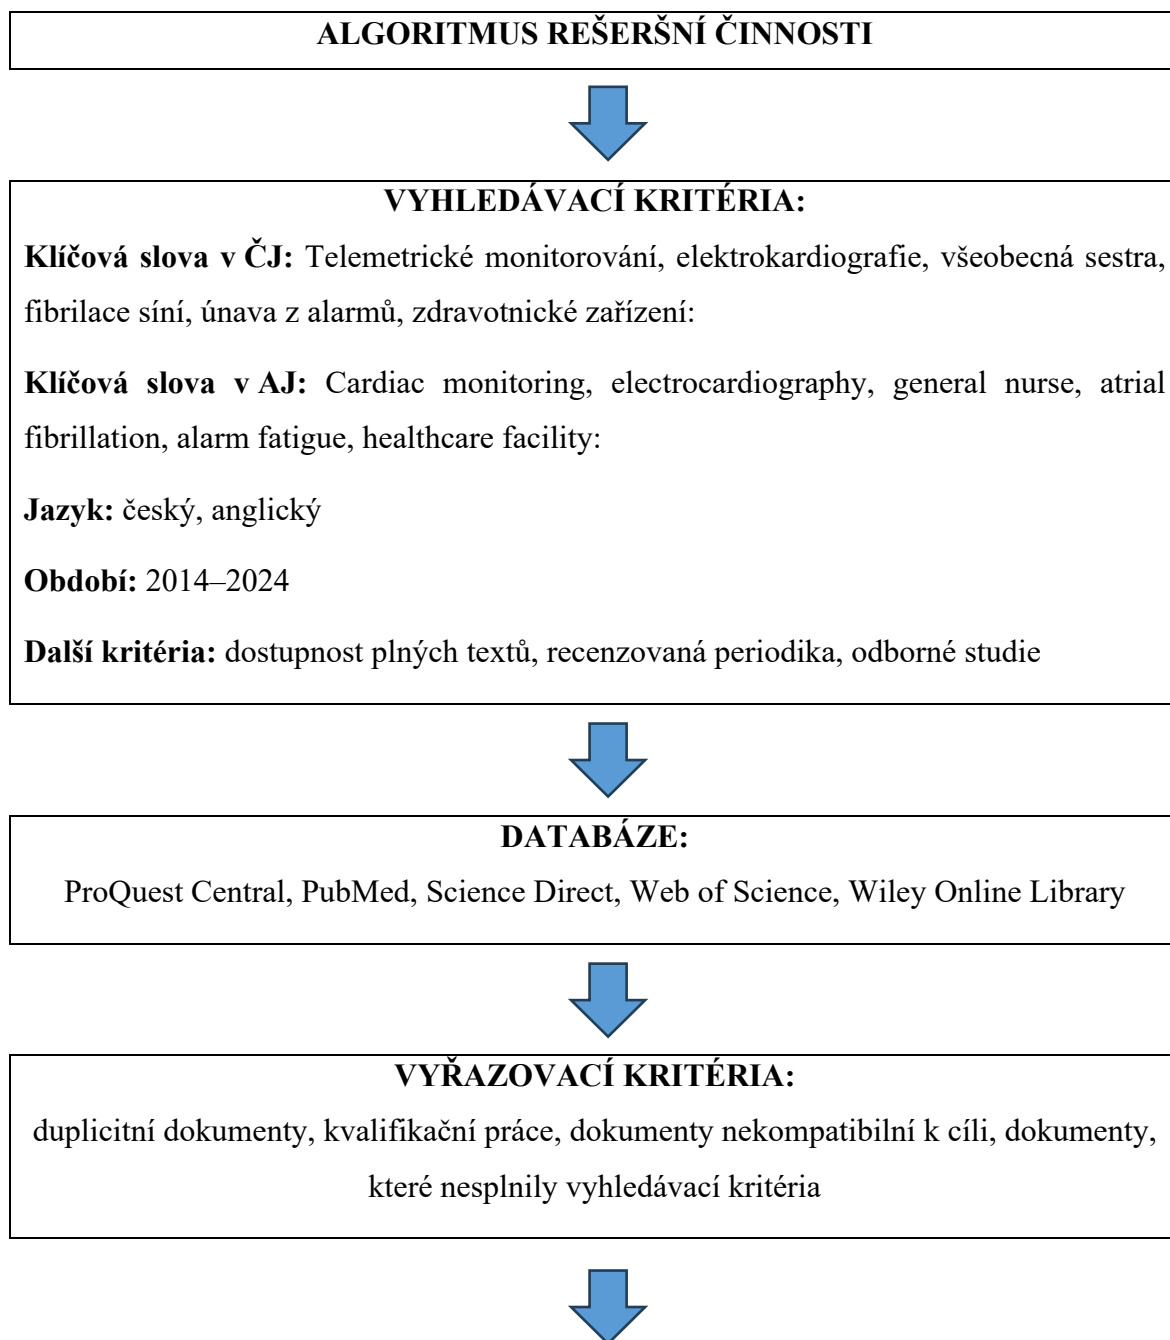 ALGORITMUS REŠERŠNÍ ČINNOSTI
VYHLEDÁVACÍ KRITÉRIA:
Klíčová slova v ČJ: Telemetrické monitorování, elektrokardiografie, všeobecná sestra,
fibrilace síní, únava z alarmů, zdravotnické zařízení:
Klíčová slova v AJ: Cardiac monitoring, electrocardiography, general nurse, atrial
fibrillation, alarm fatigue, healthcare facility:
Jazyk: český, anglický
Období: 2014–2024
Další kritéria: dostupnost plných textů, recenzovaná periodika, odborné studie
DATABÁZE:
ProQuest Central, PubMed, Science Direct, Web of Science, Wiley Online Library
VYŘAZOVACÍ KRITÉRIA:
duplicitní dokumenty, kvalifikační práce, dokumenty nekompatibilní k cíli, dokumenty,
které nesplnily vyhledávací kritéria